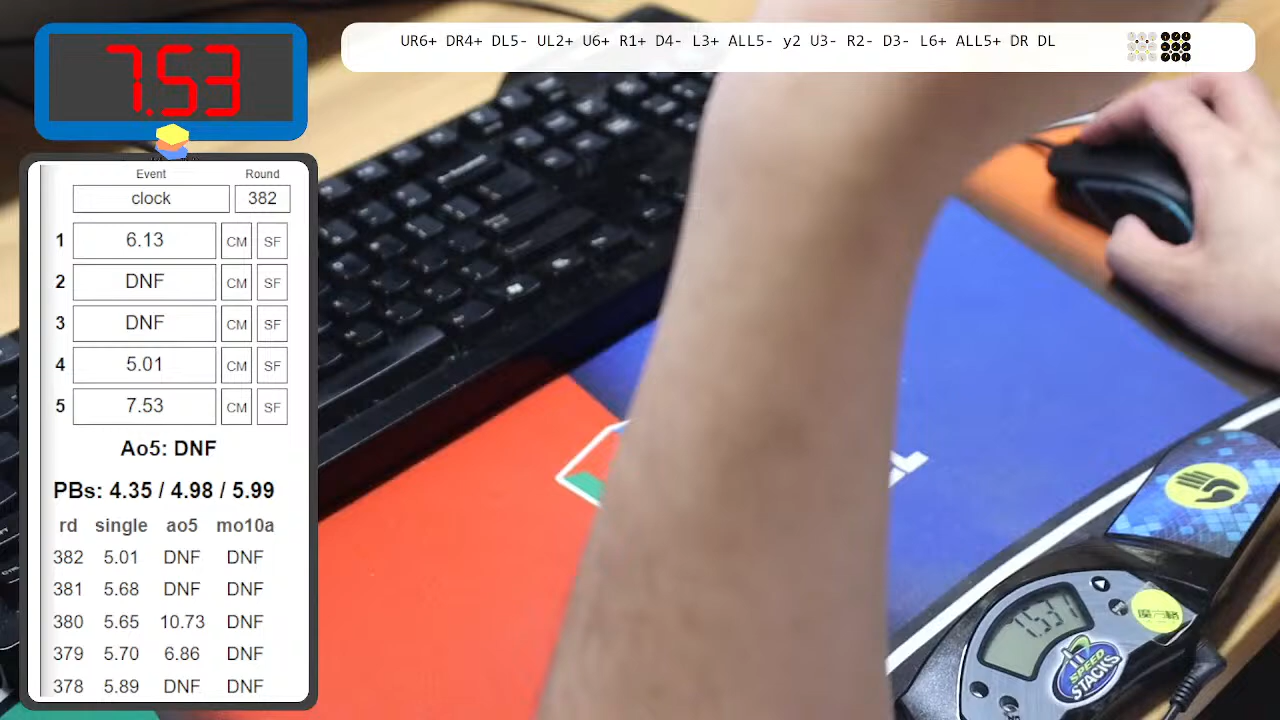 7.53
UR6+ DR4+ DL5- UL2+ U6+ R1+ D4- L3+ ALL5- y2 U3- R2- D3- L6+ ALL5+ DR DL
Event Round
clock 382
1 6.13 CM SF
2 DNF CM SF
3 DNF CM SF
4 5.01 CM SF
5 7.53 CM SF
Ao5: DNF
PBs: 4.35 / 4.98 / 5.99
rd single ao5 mo10a
382 5.01 DNF DNF
381 5.68 DNF DNF
380 5.65 10.73 DNF
379 5.70 6.86 DNF
378 5.89 DNF DNF
7.531
SPEED
STACKS